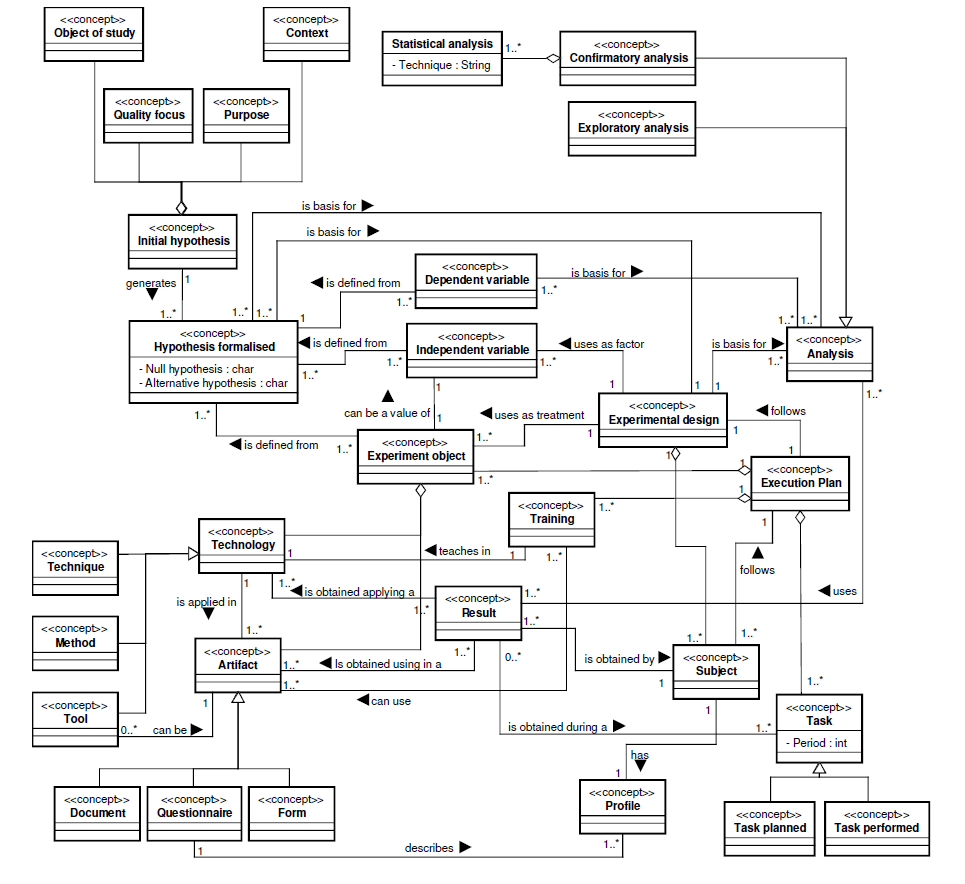 <<concept>>
Object of study
<<concept>>
Context
<<concept>>
Quality focus
<<concept>>
Purpose
Statistical analysis
- Technique : String
1..*
<<concept>>
Confirmatory analysis
<<concept>>
Exploratory analysis
<<concept>>
Initial hypothesis
generates
1
1..*
is basis for
is basis for
1..*
1..*
<<concept>>
Dependent variable
is basis for
is defined from
1..*
1
1..*
1..*
<<concept>>
Hypothesis formalised
- Null hypothesis : char
- Alternative hypothesis : char
is defined from
1..*
1..*
<<concept>>
Independent variable
1..*
uses as factor
1
1
is basis for
1
1..*
<<concept>>
Analysis
1..*
1
can be a value of
1
1..*
is defined from
1..*
<<concept>>
Experiment object
uses as treatment
1..*
1
<<concept>>
Experimental design
1
follows
1
1
1..*
1
1
<<concept>>
Execution Plan
1
<<concept>>
Training
1..*
1
1..*
<<concept>>
Technology
1
teaches in
<<concept>>
Technique
<<concept>>
Method
<<concept>>
Tool
0..*
can be
1
is applied in
1
1..*
1..*
is obtained applying a
1..*
<<concept>>
Result
1..*
1..*
1..*
0..*
uses
follows
<<concept>>
Artifact
1..*
Is obtained using in a
1..*
can use
is obtained by
1
1..*
1..*
<<concept>>
Subject
1
is obtained during a
1..*
1..*
<<concept>>
Task
- Period : int
has
1
<<concept>>
Document
<<concept>>
Questionnaire
<<concept>>
Form
<<concept>>
Profile
<<concept>>
Task planned
<<concept>>
Task performed
1
describes
1..*